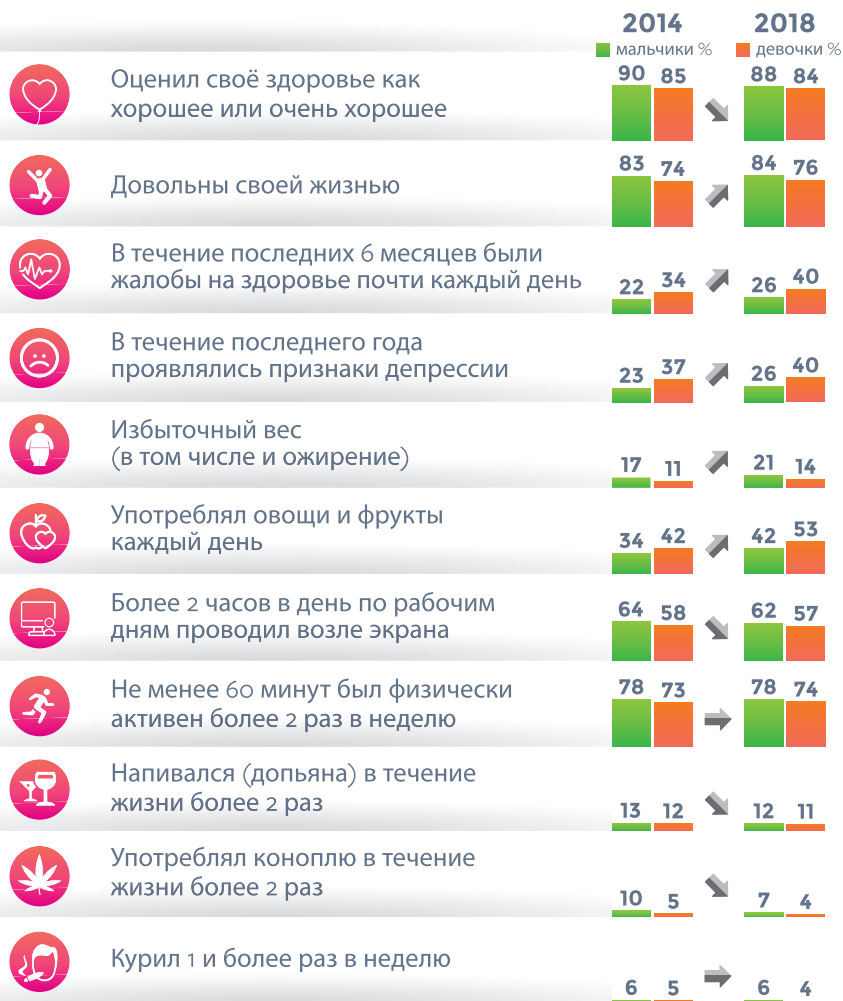 2014 2018
мальчики % девочки %
Оценил своё здоровье как
хорошее или очень хорошее
90 85 88 84
Довольны своей жизнью
83 74 84 76
В течение последних 6 месяцев были
жалобы на здоровье почти каждый день
22 34 26 40
В течение последнего года
проявлялись признаки депрессии
23 37 26 40
Избыточный вес
(в том числе и ожирение)
17 11 21 14
Употреблял овощи и фрукты
каждый день
34 42 42 53
Более 2 часов в день по рабочим
дням проводил возле экрана
64 58 62 57
Не менее 60 минут был физически
активен более 2 раз в неделю
78 73 78 74
Напивался (допьяна) в течение
жизни более 2 раз
13 12 12 11
Употреблял коноплю в течение
жизни более 2 раз
10 5 7 4
Курил 1 и более раз в неделю
6 5 6 4